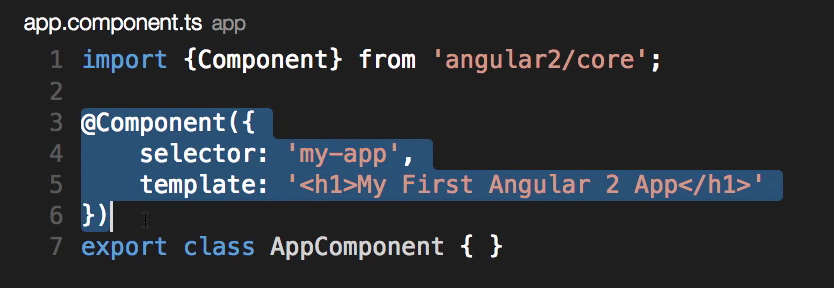 app.component.ts app
1 import {Component} from 'angular2/core';
2
3 @Component({
4     selector: 'my-app',
5     template: '<h1>My First Angular 2 App</h1>'
6 })
7 export class AppComponent { }